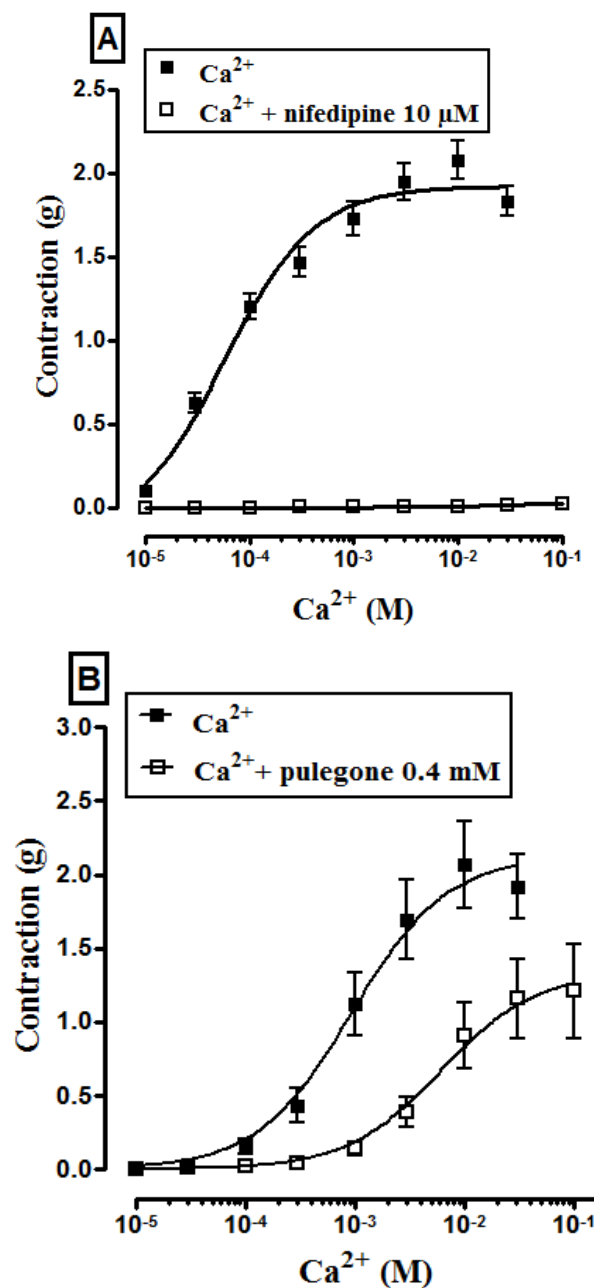 A
Ca²⁺
Ca²⁺ + nifedipine 10 µM
2.5
2.0
1.5
1.0
0.5
0.0
Contraction (g)
10⁻⁵ 10⁻⁴ 10⁻³ 10⁻² 10⁻¹
Ca²⁺ (M)
B
Ca²⁺
Ca²⁺+ pulegone 0.4 mM
3.0
2.5
2.0
1.5
1.0
0.5
0.0
Contraction (g)
10⁻⁵ 10⁻⁴ 10⁻³ 10⁻² 10⁻¹
Ca²⁺ (M)